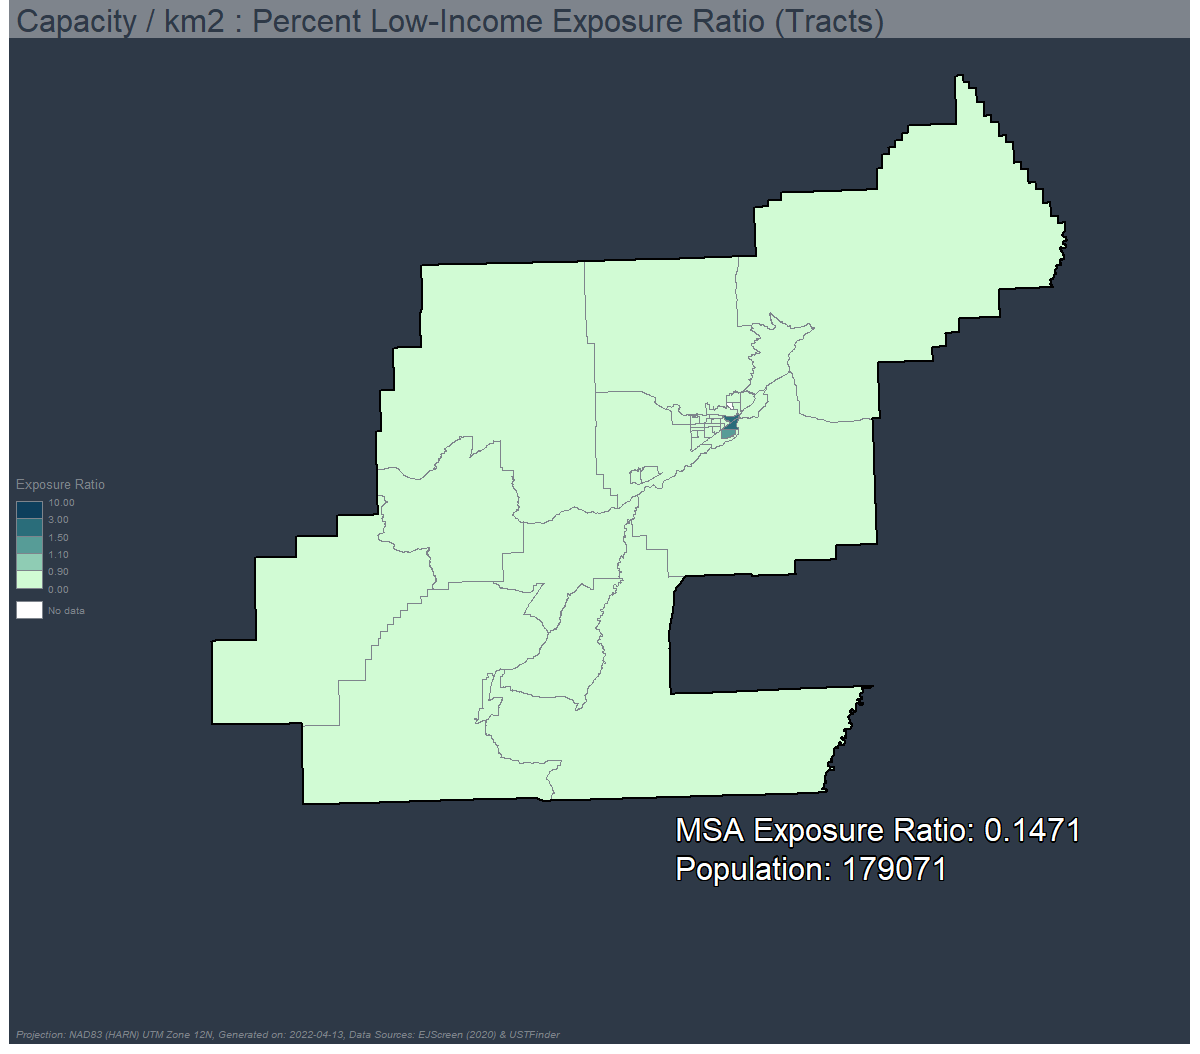 Capacity / km2 : Percent Low-Income Exposure Ratio (Tracts)
Exposure Ratio
10.00
3.00
1.50
1.10
0.90
0.00
No data
MSA Exposure Ratio: 0.1471
Population: 179071
Projection: NAD83 (HARN) UTM Zone 12N, Generated on: 2022-04-13, Data Sources: EJScreen (2020) & USTFinder